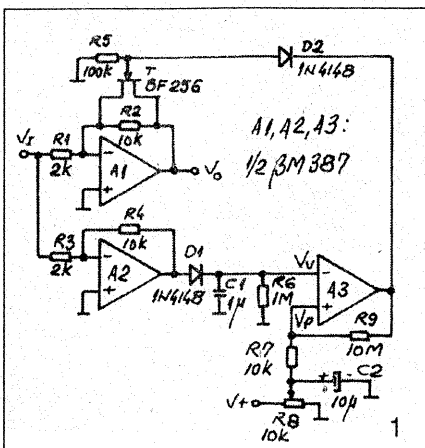 R5
100k
D2
1N4148
T
BF256
R2
10k
A1, A2, A3:
1/2 βM387
VI
R1
2k
-
+
A1
Vo
R4
10k
R3
2k
-
+
A2
D1
1N4148
C1
1μ
R6
1M
Vu
-
+
A3
Vp
R9
10M
R7
10k
C2
+
-
10μ
V+
R8
10k
1